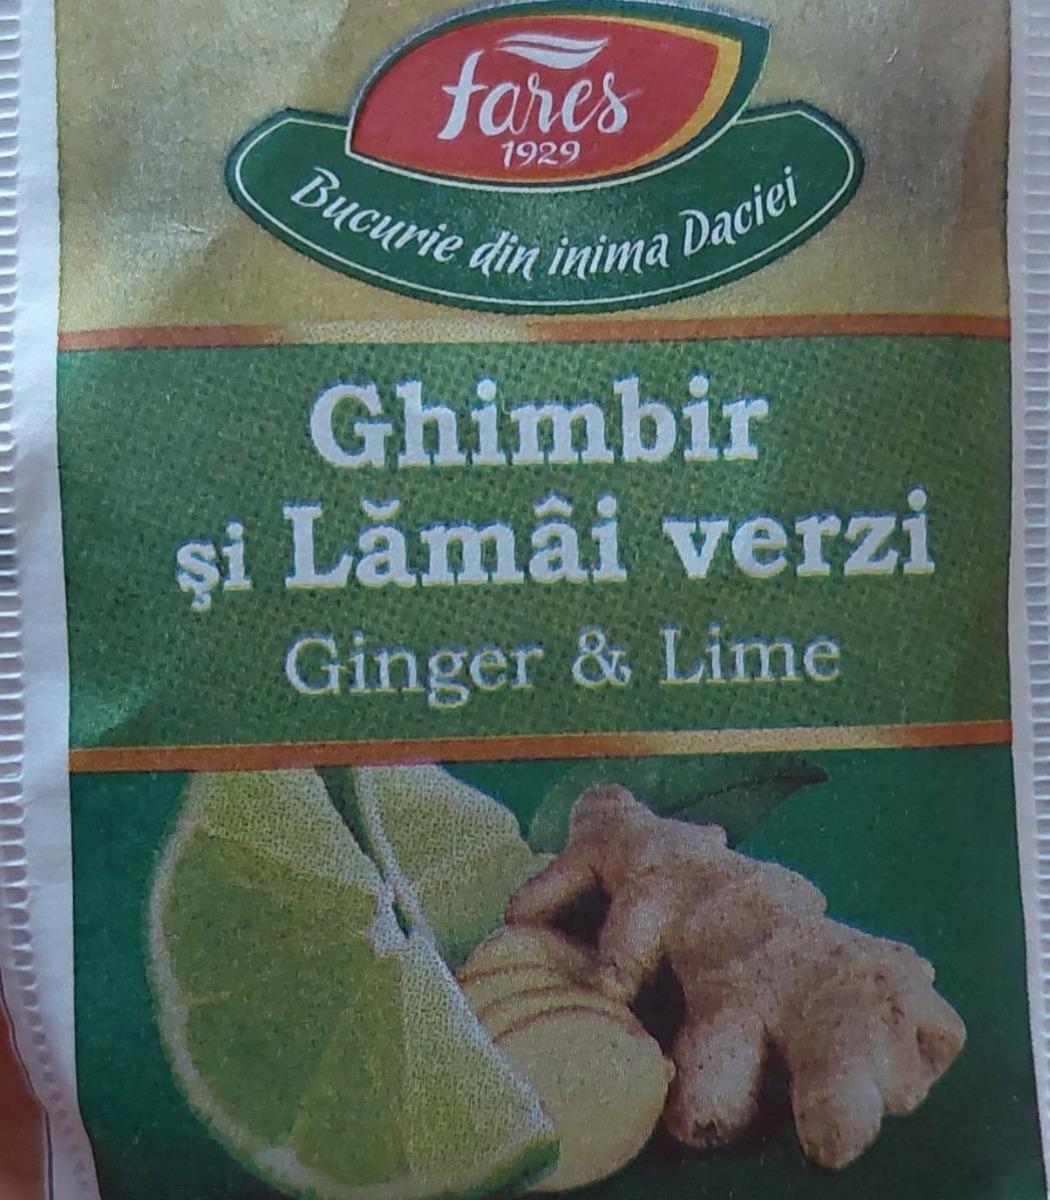 fares
1929
Bucurie din inima Daciei
Ghimbir
și Lămâi verzi
Ginger & Lime